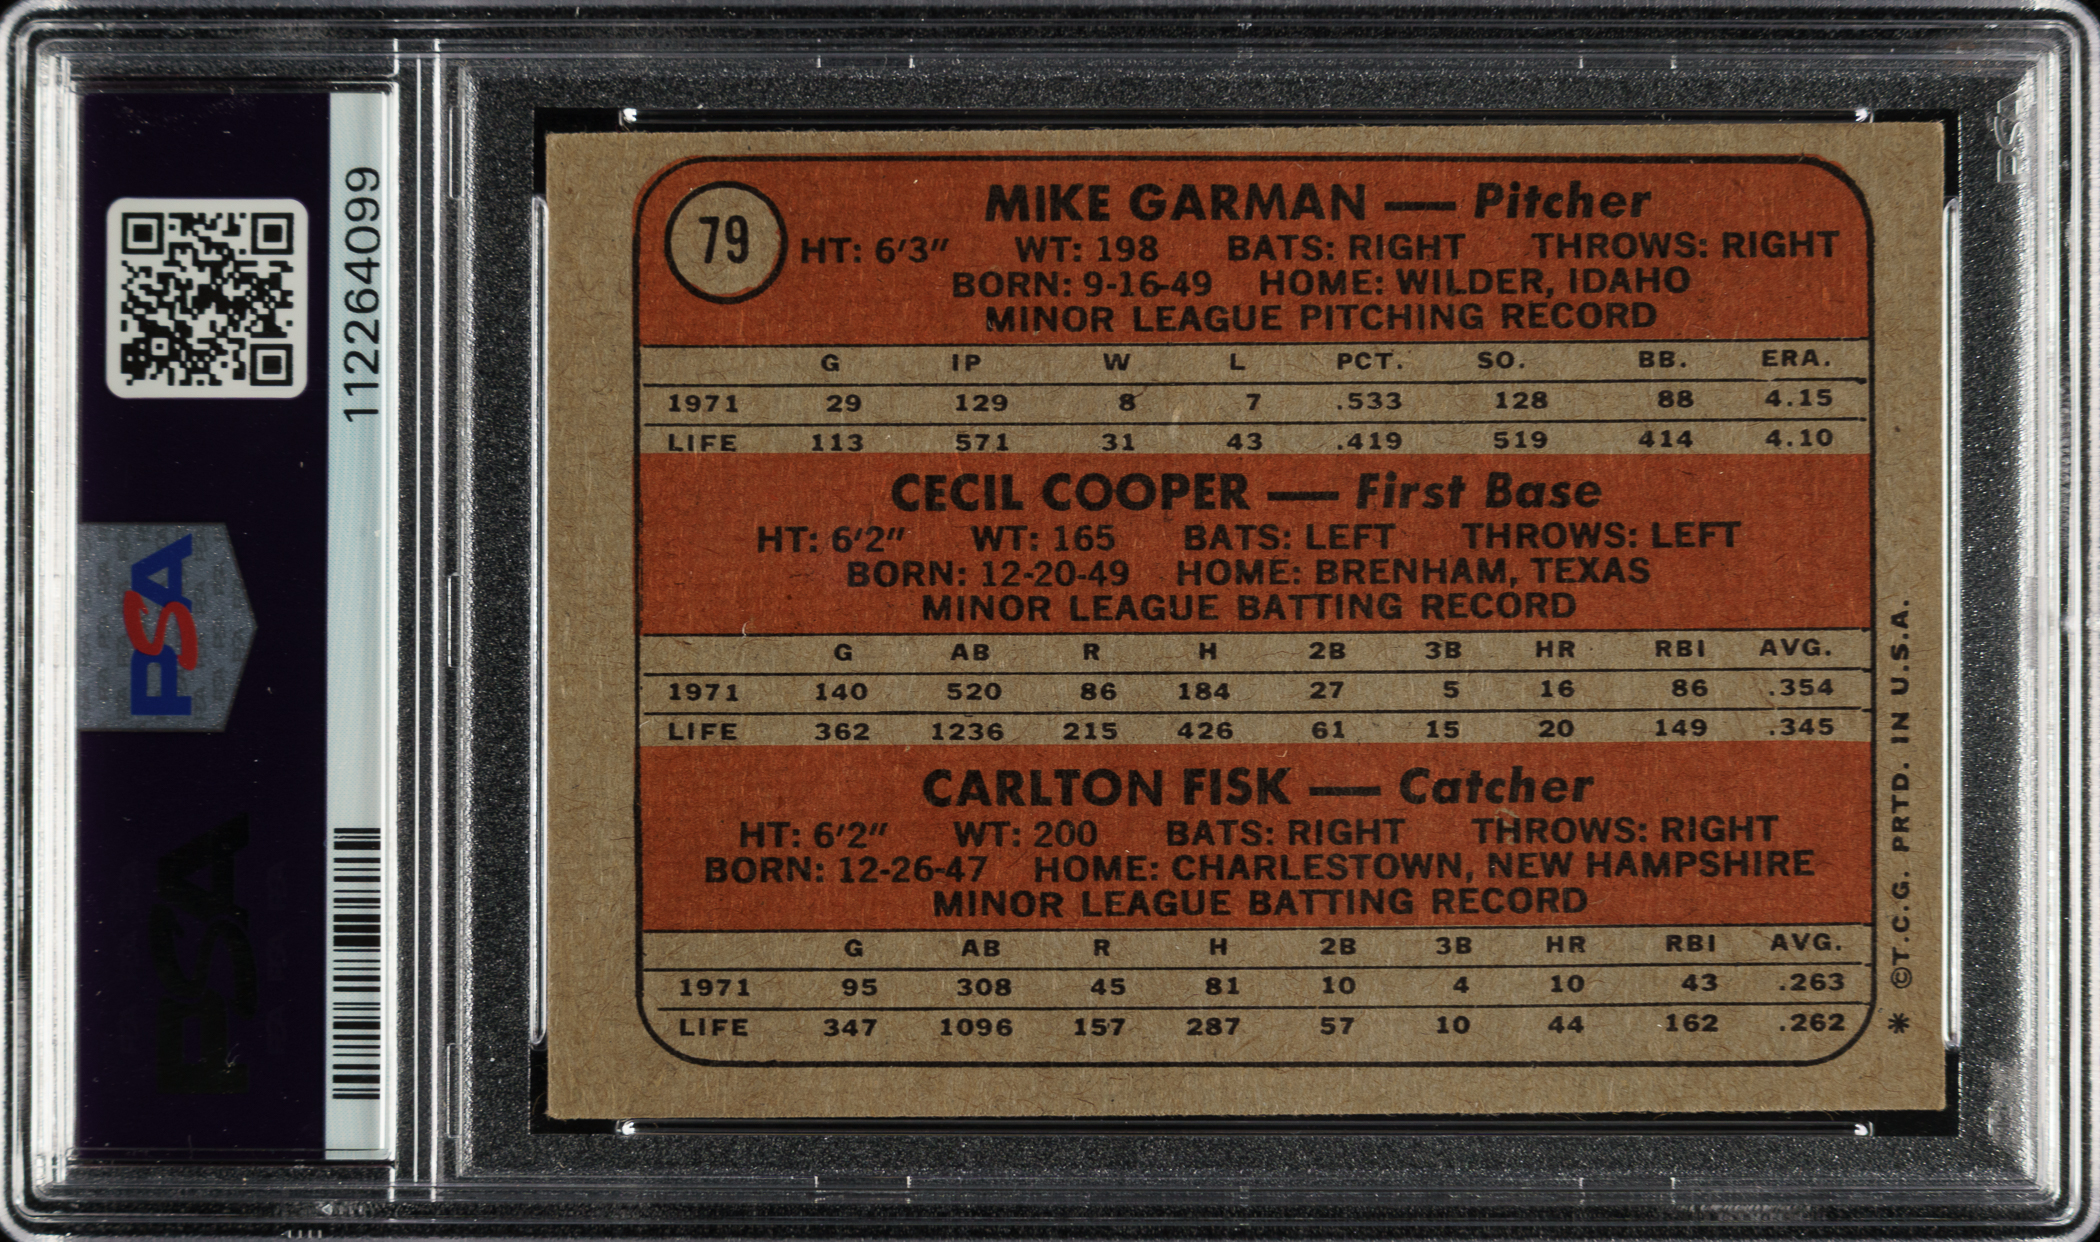 112264099
PSA
PSA
79
MIKE GARMAN — Pitcher
HT: 6'3" WT: 198 BATS: RIGHT THROWS: RIGHT
BORN: 9-16-49 HOME: WILDER, IDAHO
MINOR LEAGUE PITCHING RECORD
G IP W L PCT. SO. BB. ERA.
1971 29 129 8 7 .533 128 88 4.15
LIFE 113 571 31 43 .419 519 414 4.10
CECIL COOPER — First Base
HT: 6'2" WT: 165 BATS: LEFT THROWS: LEFT
BORN: 12-20-49 HOME: BRENHAM, TEXAS
MINOR LEAGUE BATTING RECORD
G AB R H 2B 3B HR RBI AVG.
1971 140 520 86 184 27 5 16 86 .354
LIFE 362 1236 215 426 61 15 20 149 .345
CARLTON FISK — Catcher
HT: 6'2" WT: 200 BATS: RIGHT THROWS: RIGHT
BORN: 12-26-47 HOME: CHARLESTOWN, NEW HAMPSHIRE
MINOR LEAGUE BATTING RECORD
G AB R H 2B 3B HR RBI AVG.
1971 95 308 45 81 10 4 10 43 .263
LIFE 347 1096 157 287 57 10 44 162 .262
* ©T.C.G. PRTD. IN U.S.A.
PSA